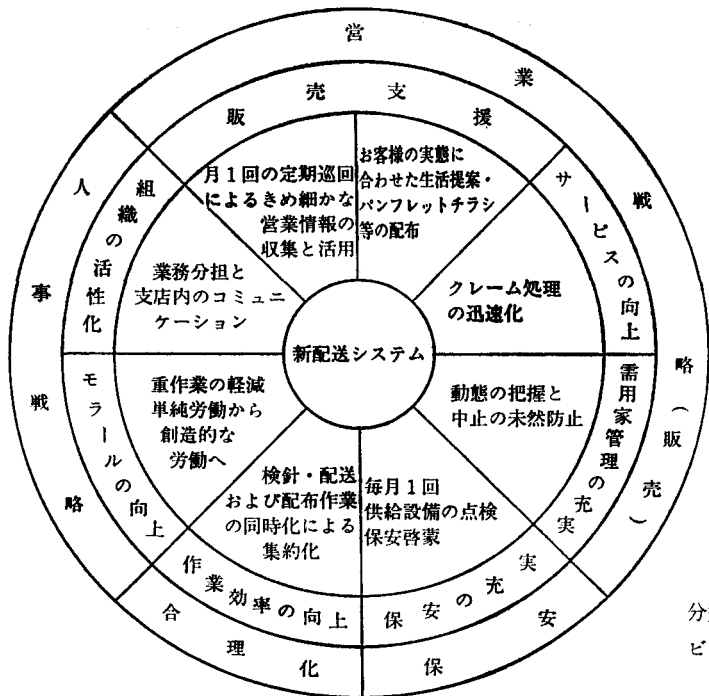 営業戦略(販売)
販売支援
月1回の定期巡回
によるきめ細かな
営業情報の
収集と活用
お客様の実態に
合わせた生活提案・
パンフレットチラシ
等の配布
サービスの向上
クレーム処理
の迅速化
需用家管理の充実
動態の把握と
中止の未然防止
保安
保安の充実
毎月1回
供給設備の点検
保安啓蒙
合理化
作業効率の向上
検針・配送
および配布作業
の同時化による
集約化
人事戦略
モラールの向上
重作業の軽減
単純労働から
創造的な
労働へ
組織の活性化
業務分担と
支店内のコミュニ
ケーション
新配送システム
分
ビ